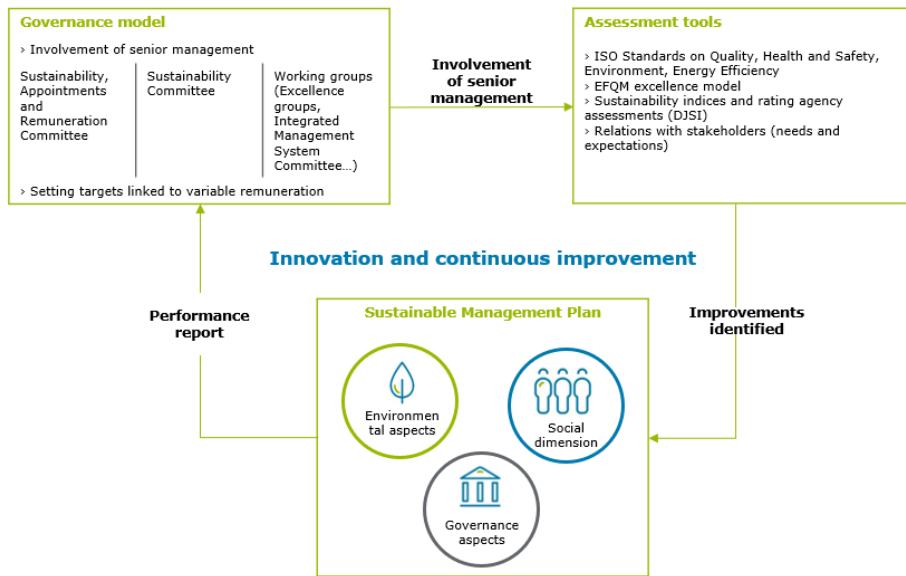 Governance model
› Involvement of senior management
Sustainability,
Appointments
and
Remuneration
Committee
Sustainability
Committee
Working groups
(Excellence
groups,
Integrated
Management
System
Committee...)
› Setting targets linked to variable remuneration
Involvement
of senior
management
Assessment tools
› ISO Standards on Quality, Health and Safety,
Environment, Energy Efficiency
› EFQM excellence model
› Sustainability indices and rating agency
assessments (DJSI)
› Relations with stakeholders (needs and
expectations)
Innovation and continuous improvement
Performance
report
Sustainable Management Plan
Environmen
tal aspects
Social
dimension
Governance
aspects
Improvements
identified